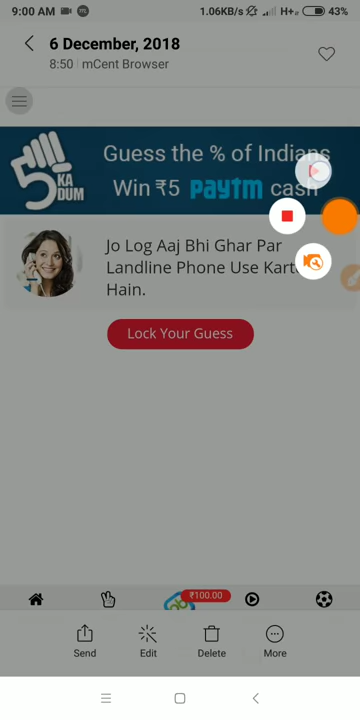 9:00 AM
1.06KB/s
H+
43%
6 December, 2018
8:50 mCent Browser
5 KA DUM
Guess the % of Indians
Win ₹5 paytm cash
Jo Log Aaj Bhi Ghar Par
Landline Phone Use Kart
Hain.
Lock Your Guess
₹100.00
Send
Edit
Delete
More